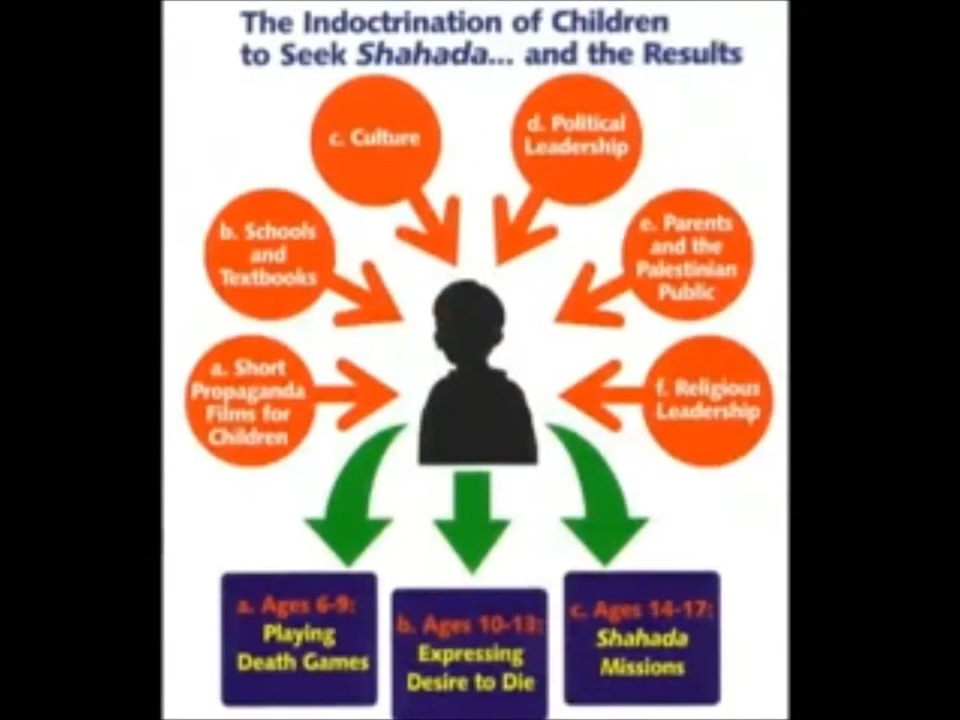 The Indoctrination of Children
to Seek Shahada... and the Results
c. Culture
d. Political
Leadership
b. Schools
and
Textbooks
e. Parents
and the
Palestinian
Public
a. Short
Propaganda
Films for
Children
f. Religious
Leadership
a. Ages 6-9:
Playing
Death Games
b. Ages 10-13:
Expressing
Desire to Die
c. Ages 14-17:
Shahada
Missions